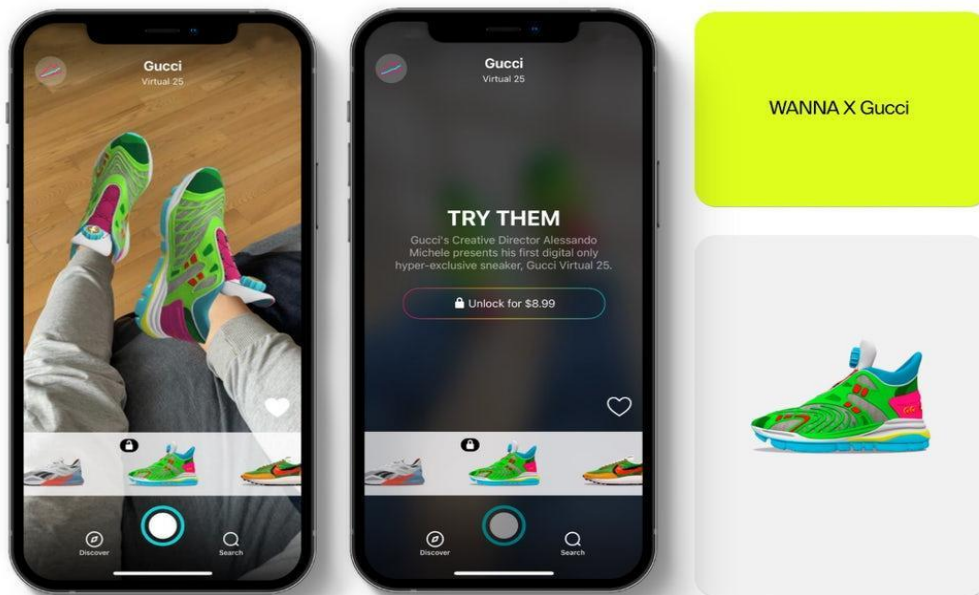 Gucci
Virtual 25
Discover
Search
Gucci
Virtual 25
TRY THEM
Gucci's Creative Director Alessando
Michele presents his first digital only
hyper-exclusive sneaker, Gucci Virtual 25.
Unlock for $8.99
Discover
Search
WANNA X Gucci
GG